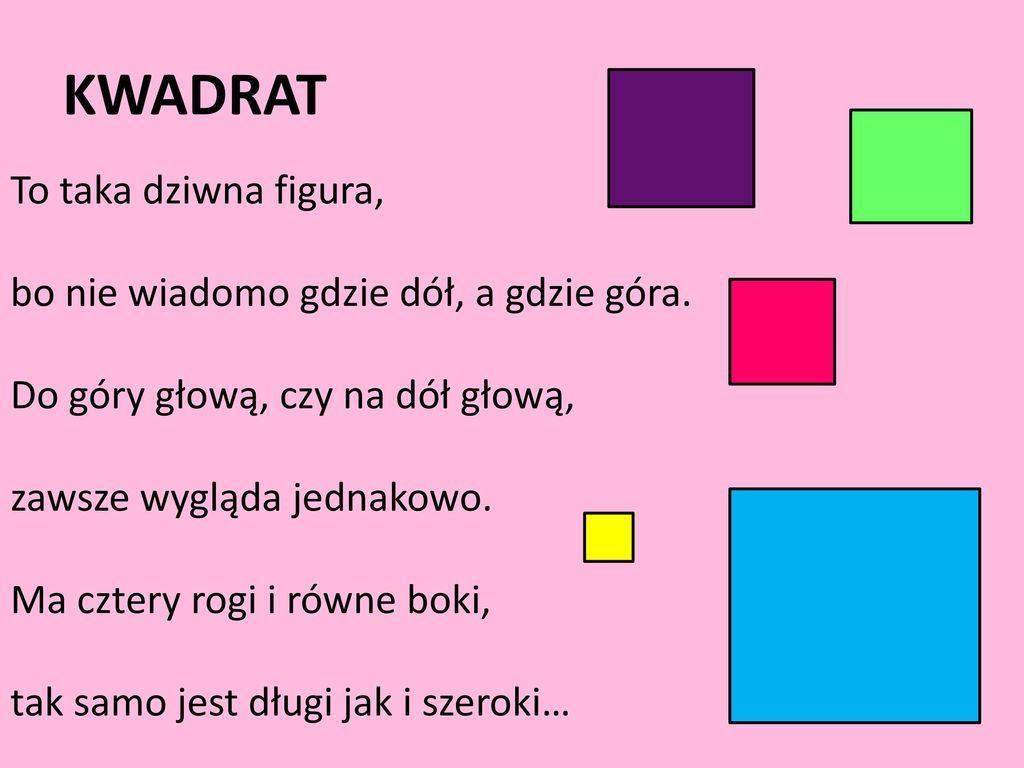 KWADRAT
To taka dziwna figura,
bo nie wiadomo gdzie dół, a gdzie góra.
Do góry głową, czy na dół głową,
zawsze wygląda jednakowo.
Ma cztery rogi i równe boki,
tak samo jest długi jak i szeroki…